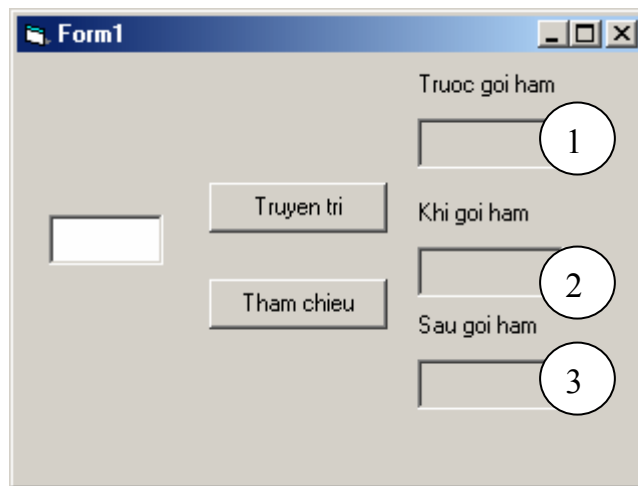 Form1
Truoc goi ham
1
Truyen tri
Khi goi ham
2
Tham chieu
Sau goi ham
3